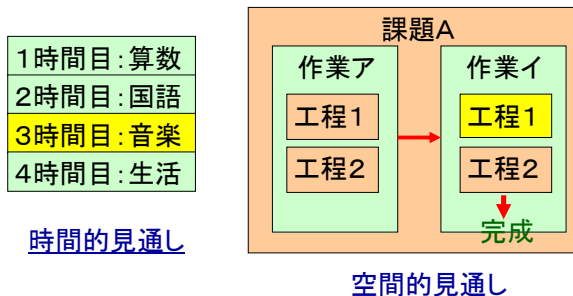 1時間目:算数
2時間目:国語
3時間目:音楽
4時間目:生活
時間的見通し
課題A
作業ア
工程1
工程2
作業イ
工程1
工程2
完成
空間的見通し